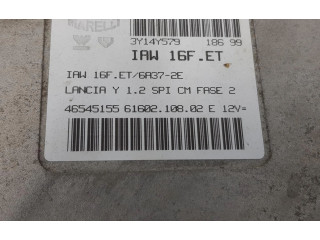 MARELLI
3Y14Y579 186 99
IAW 16F.ET
IAW 16F.ET/6A37-2E
LANCIA Y 1.2 SPI CM FASE 2
46545155 61602.108.02 E 12V=